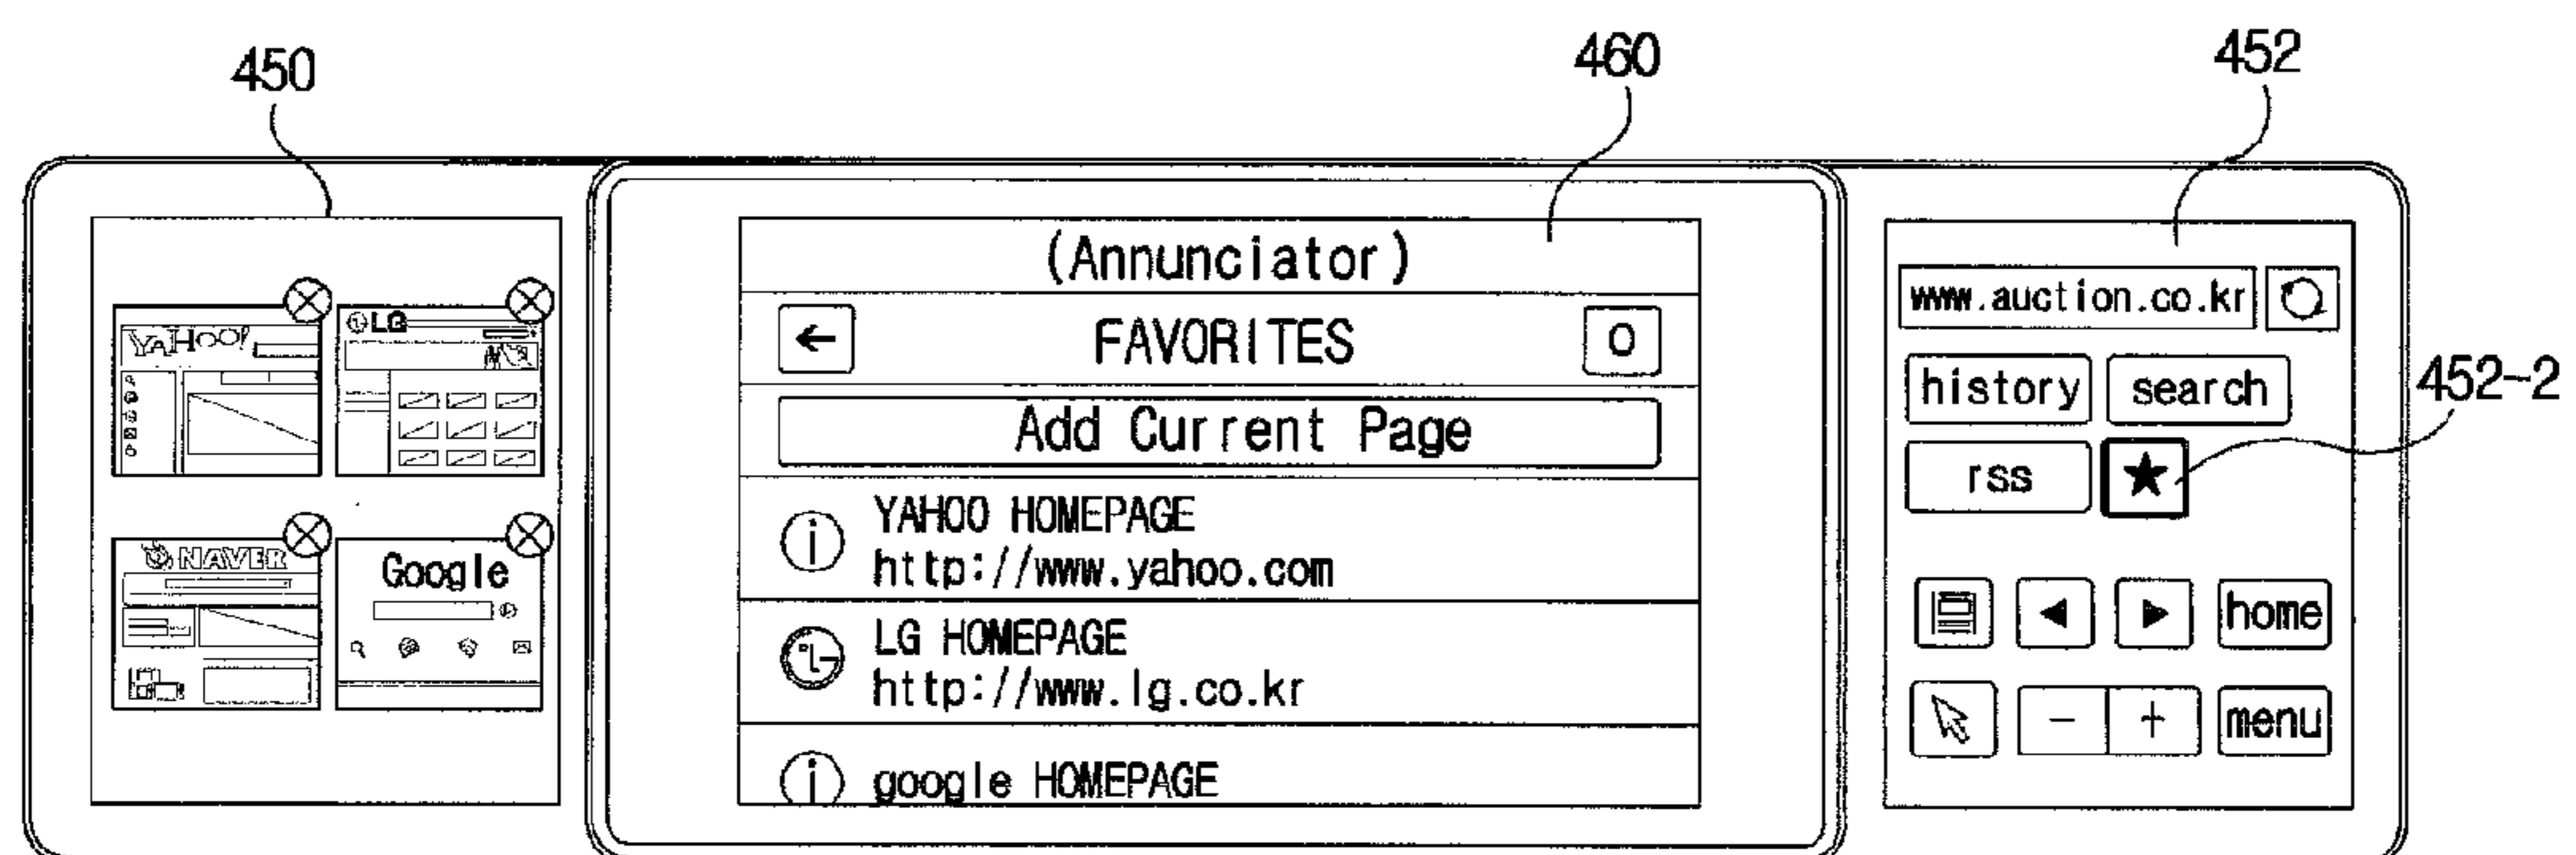 450
460
452
452-2
YAHOO!
LG
NAVER
Google
(Annunciator)
←
FAVORITES
O
Add Current Page
i
YAHOO HOMEPAGE
http://www.yahoo.com
LG HOMEPAGE
http://www.lg.co.kr
i
google HOMEPAGE
www.auction.co.kr
history
search
rss
★
◀ ▶ home
- + menu